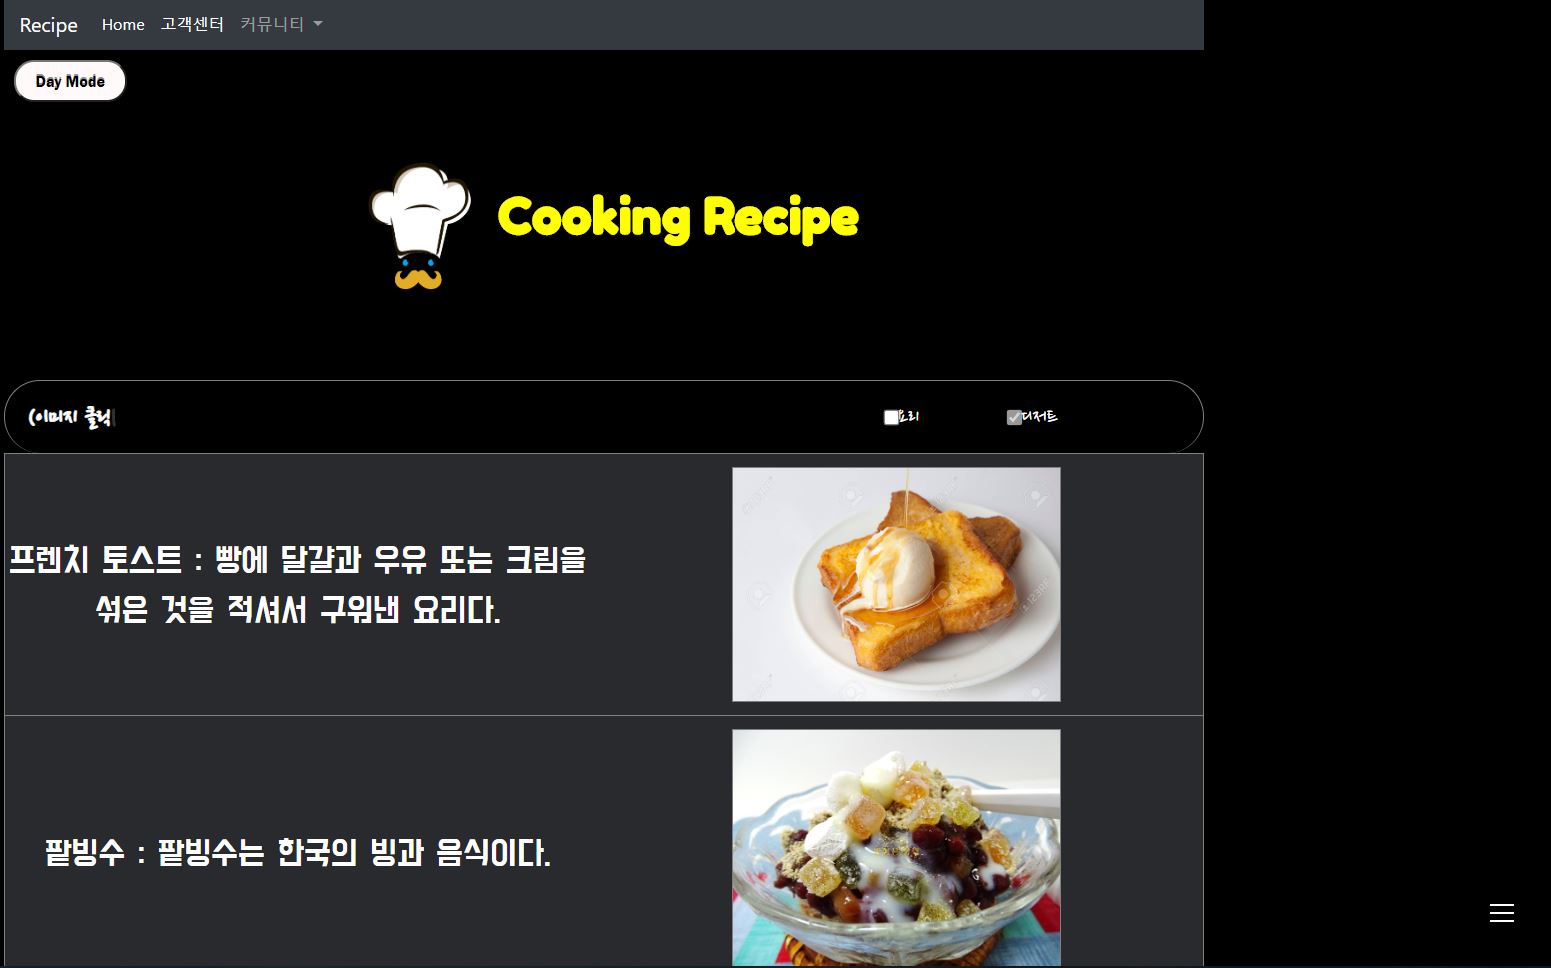 Recipe Home 고객센터 커뮤니티
Day Mode
Cooking Recipe
(이미지 클릭
요리 디저트
프렌치 토스트 : 빵에 달걀과 우유 또는 크림을
섞은 것을 적셔서 구워낸 요리다.
팥빙수 : 팥빙수는 한국의 빙과 음식이다.